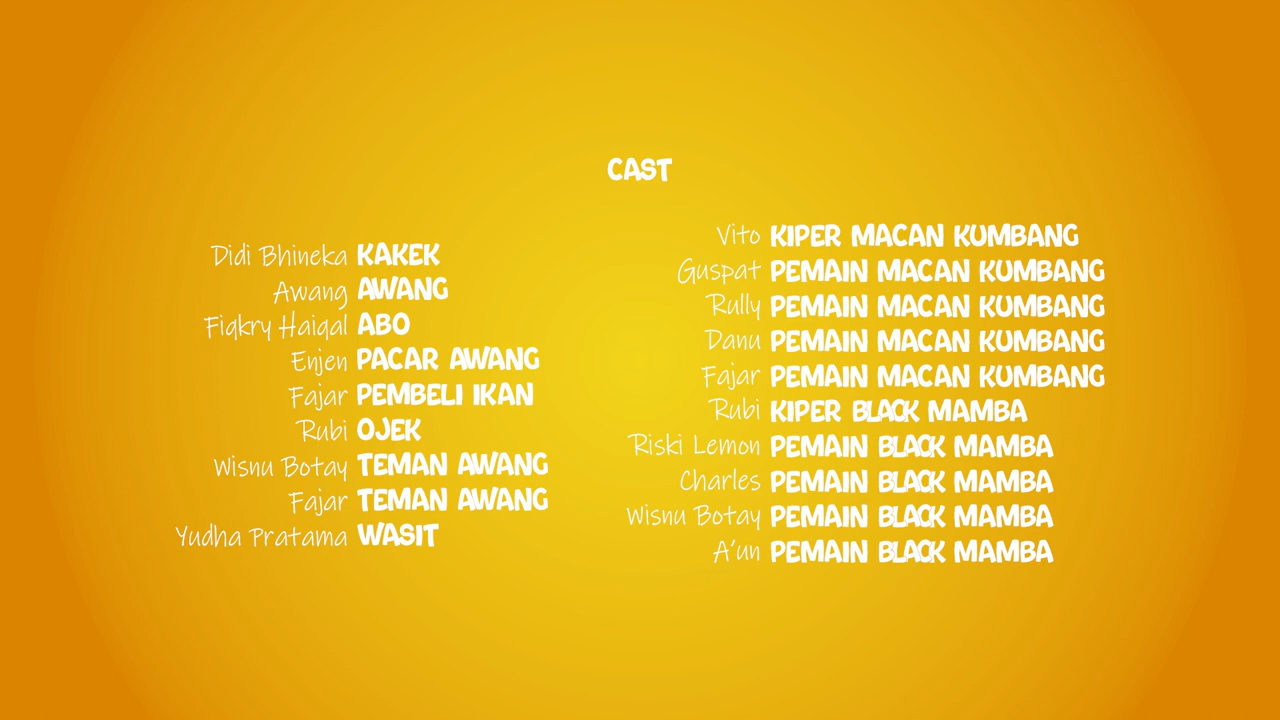 CAST
Didi Bhineka KAKEK
Awang AWANG
Fiqkry Haiqal ABO
Enjen PACAR AWANG
Fajar PEMBELI IKAN
Rubi OJEK
Wisnu Botay TEMAN AWANG
Fajar TEMAN AWANG
Yudha Pratama WASIT
Vito KIPER MACAN KUMBANG
Guspat PEMAIN MACAN KUMBANG
Rully PEMAIN MACAN KUMBANG
Danu PEMAIN MACAN KUMBANG
Fajar PEMAIN MACAN KUMBANG
Rubi KIPER BLACK MAMBA
Riski Lemon PEMAIN BLACK MAMBA
Charles PEMAIN BLACK MAMBA
Wisnu Botay PEMAIN BLACK MAMBA
A'un PEMAIN BLACK MAMBA